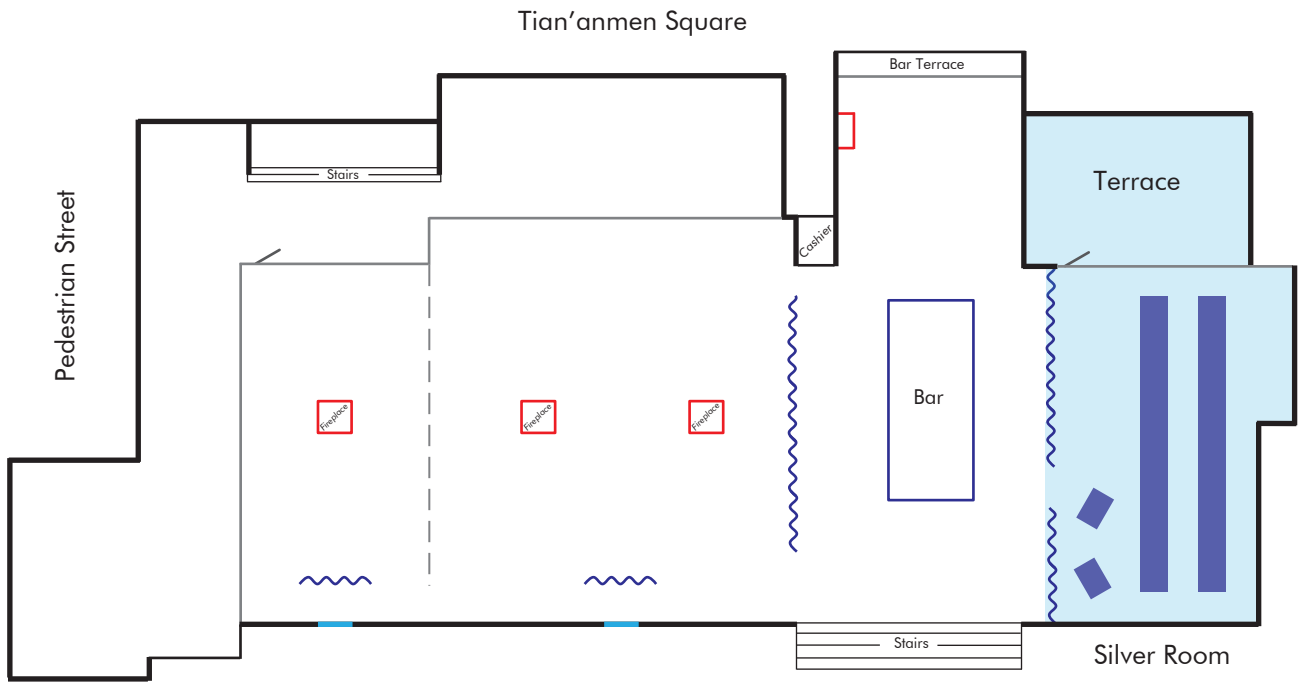 Tian’anmen Square
Bar Terrace
Stairs
Terrace
Pedestrian Street
Cashier
Bar
Fireplace
Fireplace
Fireplace
Stairs
Silver Room